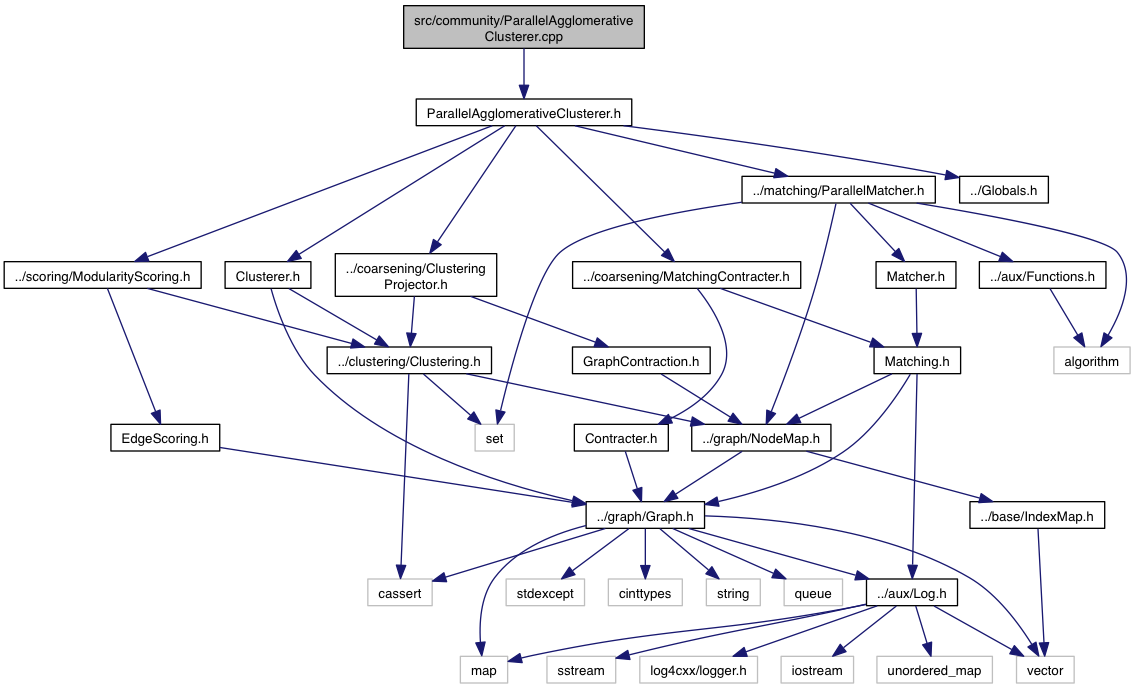 src/community/ParallelAgglomerative
Clusterer.cpp
ParallelAgglomerativeClusterer.h
../matching/ParallelMatcher.h
../Globals.h
../scoring/ModularityScoring.h
Clusterer.h
../coarsening/Clustering
Projector.h
../coarsening/MatchingContracter.h
Matcher.h
../aux/Functions.h
../clustering/Clustering.h
GraphContraction.h
Matching.h
algorithm
EdgeScoring.h
set
Contracter.h
../graph/NodeMap.h
../graph/Graph.h
../base/IndexMap.h
cassert
stdexcept
cinttypes
string
queue
../aux/Log.h
map
sstream
log4cxx/logger.h
iostream
unordered_map
vector